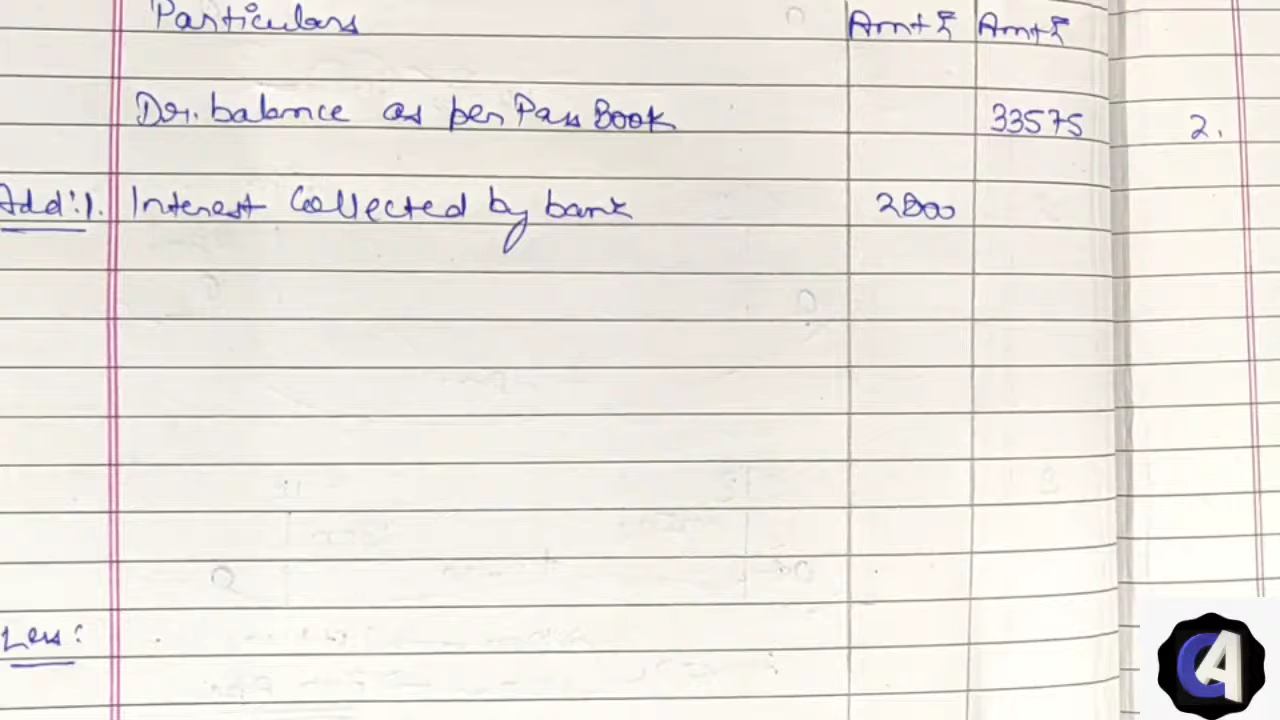 Particulars Amt ₹ Amt ₹
Dr. balance as per Pass Book 33575 2.
Add:1. Interest Collected by bank 2800
Less:
CA